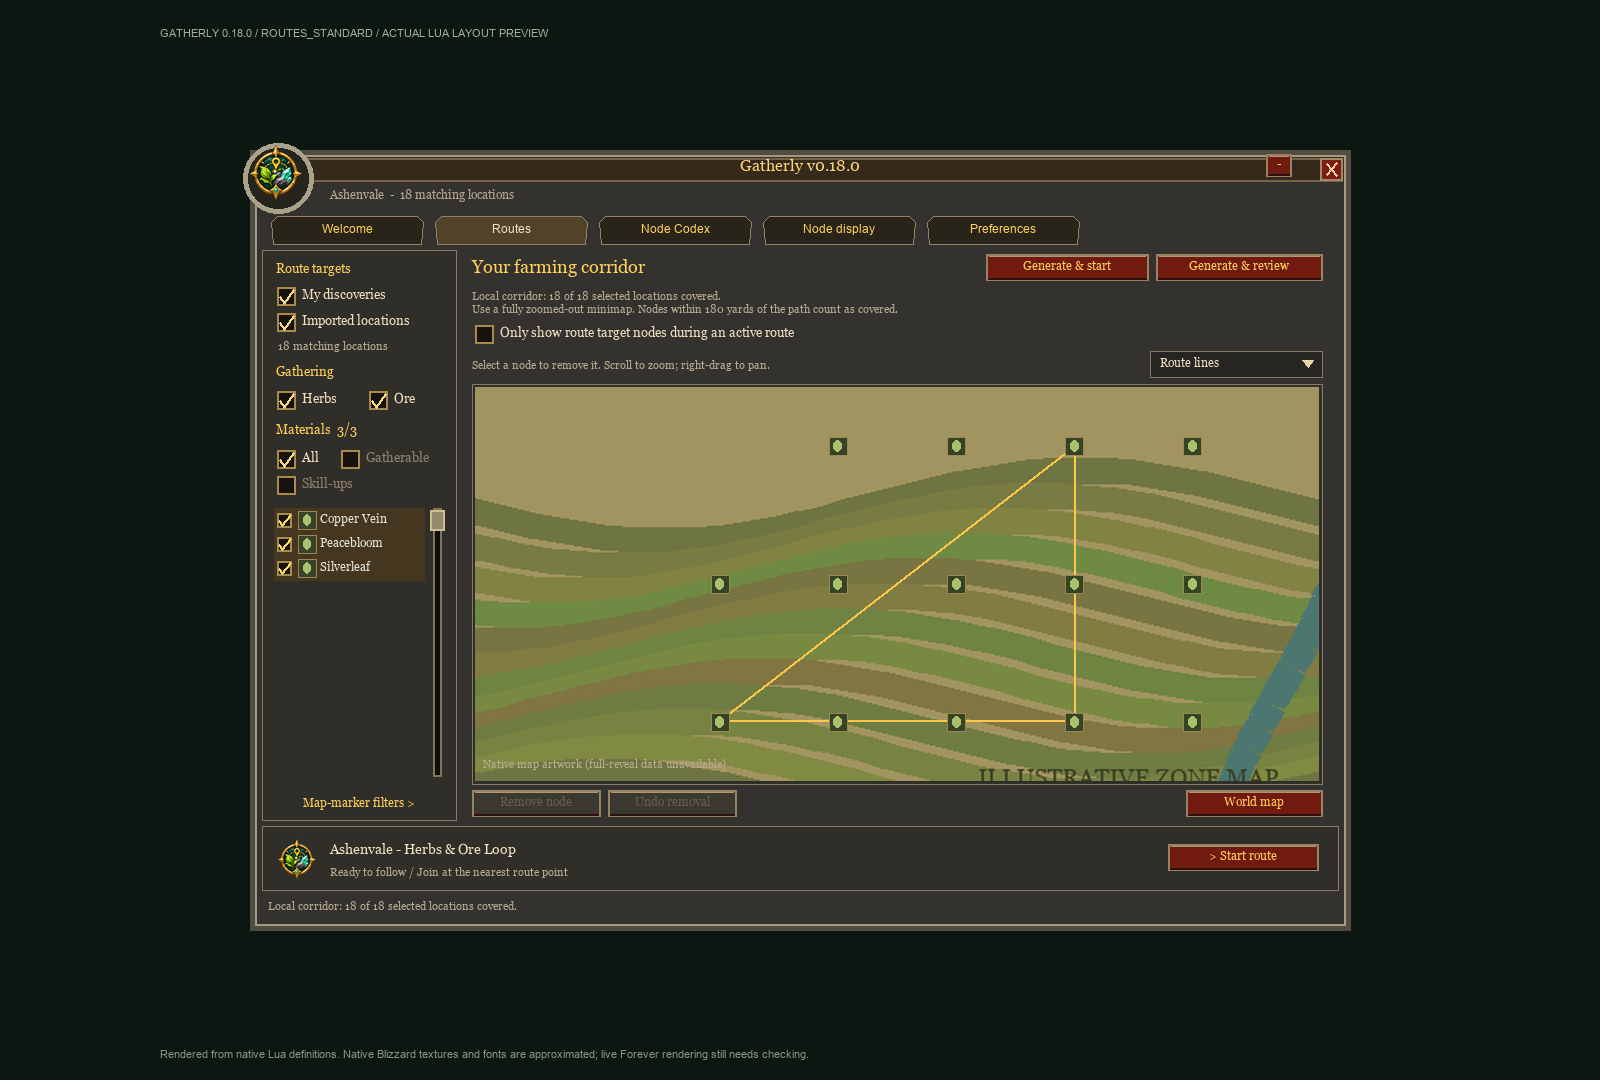 GATHERLY 0.18.0 / ROUTES_STANDARD / ACTUAL LUA LAYOUT PREVIEW
Gatherly v0.18.0
-
X
Ashenvale - 18 matching locations
Welcome
Routes
Node Codex
Node display
Preferences
Route targets
My discoveries
Imported locations
18 matching locations
Gathering
Herbs
Ore
Materials 3/3
All
Gatherable
Skill-ups
Copper Vein
Peacebloom
Silverleaf
Map-marker filters >
Your farming corridor
Generate & start
Generate & review
Local corridor: 18 of 18 selected locations covered.
Use a fully zoomed-out minimap. Nodes within 180 yards of the path count as covered.
Only show route target nodes during an active route
Select a node to remove it. Scroll to zoom; right-drag to pan.
Route lines
Native map artwork (full-reveal data unavailable)
ILLUSTRATIVE ZONE MAP
Remove node
Undo removal
World map
Ashenvale - Herbs & Ore Loop
Ready to follow / Join at the nearest route point
> Start route
Local corridor: 18 of 18 selected locations covered.
Rendered from native Lua definitions. Native Blizzard textures and fonts are approximated; live Forever rendering still needs checking.